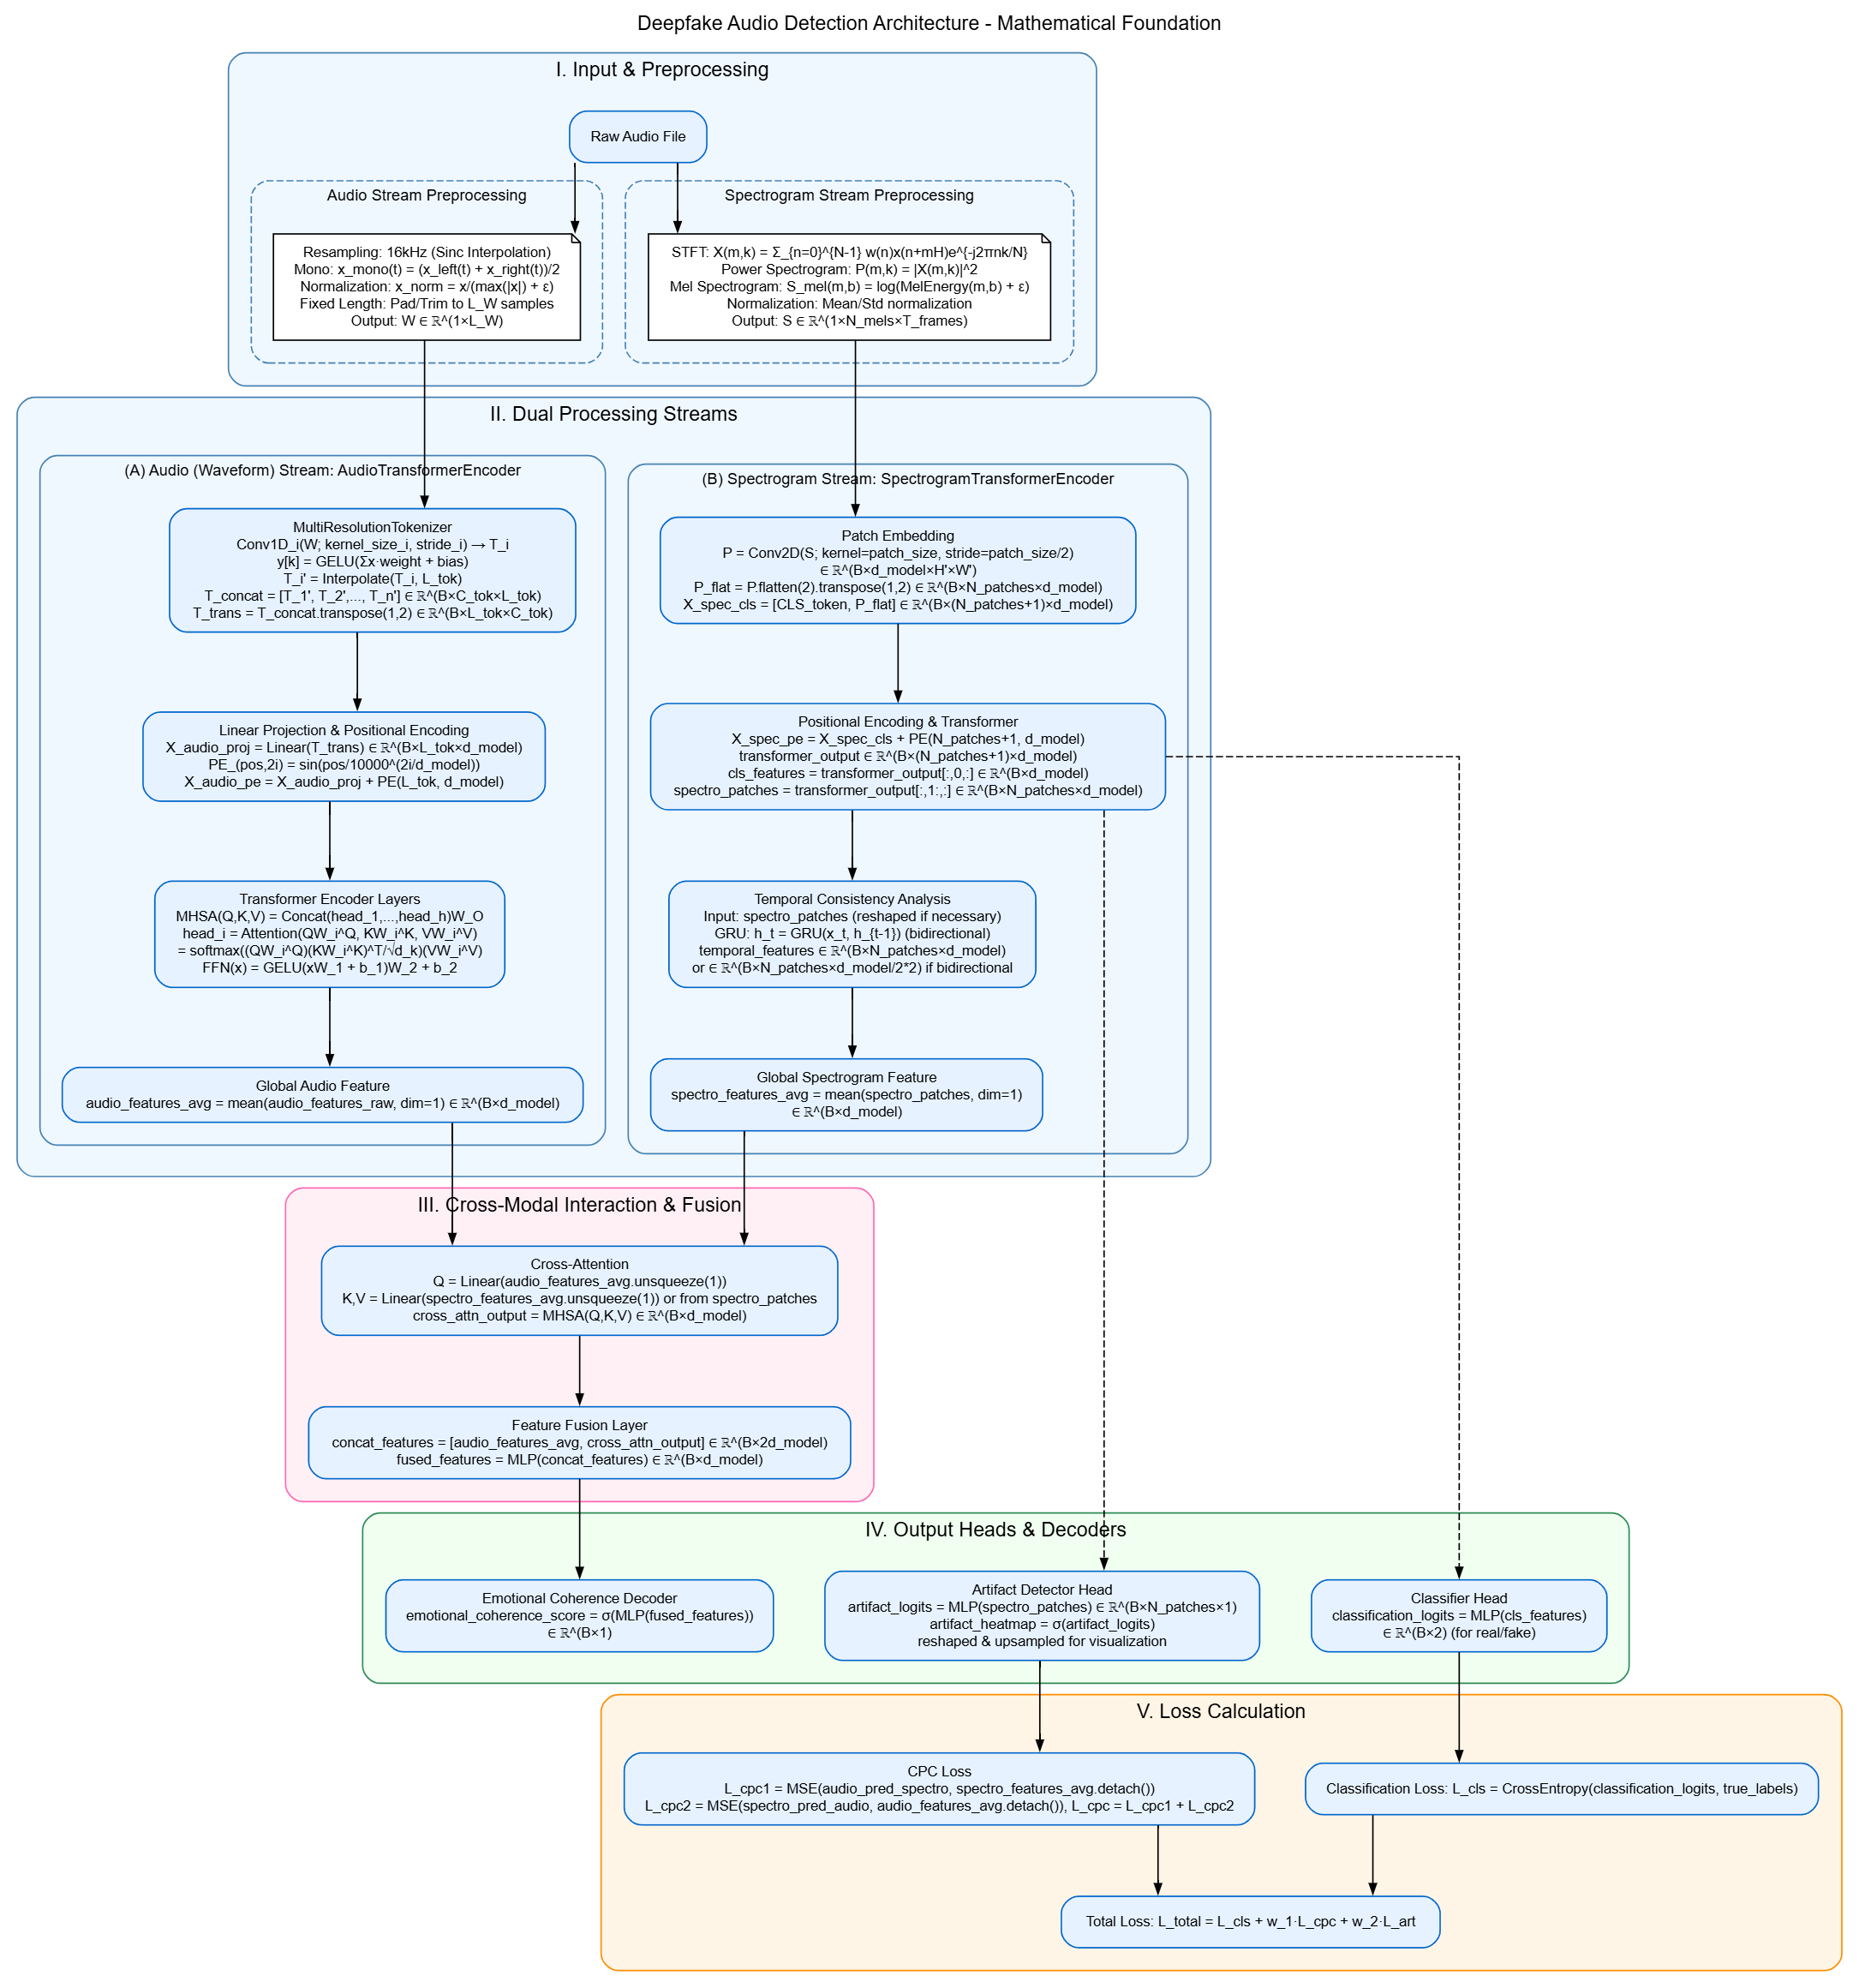 Deepfake Audio Detection Architecture - Mathematical Foundation
I. Input & Preprocessing
Raw Audio File
Audio Stream Preprocessing
Resampling: 16kHz (Sinc Interpolation)
Mono: x_mono(t) = (x_left(t) + x_right(t))/2
Normalization: x_norm = x/(max(|x|) + ε)
Fixed Length: Pad/Trim to L_W samples
Output: W ∈ ℝ^(1×L_W)
Spectrogram Stream Preprocessing
STFT: X(m,k) = Σ_{n=0}^{N-1} w(n)x(n+mH)e^{-j2πnk/N}
Power Spectrogram: P(m,k) = |X(m,k)|^2
Mel Spectrogram: S_mel(m,b) = log(MelEnergy(m,b) + ε)
Normalization: Mean/Std normalization
Output: S ∈ ℝ^(1×N_mels×T_frames)
II. Dual Processing Streams
(A) Audio (Waveform) Stream: AudioTransformerEncoder
MultiResolutionTokenizer
Conv1D_i(W; kernel_size_i, stride_i) → T_i
y[k] = GELU(Σx·weight + bias)
T_i' = Interpolate(T_i, L_tok)
T_concat = [T_1', T_2',..., T_n'] ∈ ℝ^(B×C_tok×L_tok)
T_trans = T_concat.transpose(1,2) ∈ ℝ^(B×L_tok×C_tok)
Linear Projection & Positional Encoding
X_audio_proj = Linear(T_trans) ∈ ℝ^(B×L_tok×d_model)
PE_(pos,2i) = sin(pos/10000^(2i/d_model))
X_audio_pe = X_audio_proj + PE(L_tok, d_model)
Transformer Encoder Layers
MHSA(Q,K,V) = Concat(head_1,...,head_h)W_O
head_i = Attention(QW_i^Q, KW_i^K, VW_i^V)
= softmax((QW_i^Q)(KW_i^K)^T/√d_k)(VW_i^V)
FFN(x) = GELU(xW_1 + b_1)W_2 + b_2
Global Audio Feature
audio_features_avg = mean(audio_features_raw, dim=1) ∈ ℝ^(B×d_model)
(B) Spectrogram Stream: SpectrogramTransformerEncoder
Patch Embedding
P = Conv2D(S; kernel=patch_size, stride=patch_size/2)
∈ ℝ^(B×d_model×H'×W')
P_flat = P.flatten(2).transpose(1,2) ∈ ℝ^(B×N_patches×d_model)
X_spec_cls = [CLS_token, P_flat] ∈ ℝ^(B×(N_patches+1)×d_model)
Positional Encoding & Transformer
X_spec_pe = X_spec_cls + PE(N_patches+1, d_model)
transformer_output ∈ ℝ^(B×(N_patches+1)×d_model)
cls_features = transformer_output[:,0,:] ∈ ℝ^(B×d_model)
spectro_patches = transformer_output[:,1:,:] ∈ ℝ^(B×N_patches×d_model)
Temporal Consistency Analysis
Input: spectro_patches (reshaped if necessary)
GRU: h_t = GRU(x_t, h_{t-1}) (bidirectional)
temporal_features ∈ ℝ^(B×N_patches×d_model)
or ∈ ℝ^(B×N_patches×d_model/2*2) if bidirectional
Global Spectrogram Feature
spectro_features_avg = mean(spectro_patches, dim=1)
∈ ℝ^(B×d_model)
III. Cross-Modal Interaction & Fusion
Cross-Attention
Q = Linear(audio_features_avg.unsqueeze(1))
K,V = Linear(spectro_features_avg.unsqueeze(1)) or from spectro_patches
cross_attn_output = MHSA(Q,K,V) ∈ ℝ^(B×d_model)
Feature Fusion Layer
concat_features = [audio_features_avg, cross_attn_output] ∈ ℝ^(B×2d_model)
fused_features = MLP(concat_features) ∈ ℝ^(B×d_model)
IV. Output Heads & Decoders
Emotional Coherence Decoder
emotional_coherence_score = σ(MLP(fused_features))
∈ ℝ^(B×1)
Artifact Detector Head
artifact_logits = MLP(spectro_patches) ∈ ℝ^(B×N_patches×1)
artifact_heatmap = σ(artifact_logits)
reshaped & upsampled for visualization
Classifier Head
classification_logits = MLP(cls_features)
∈ ℝ^(B×2) (for real/fake)
V. Loss Calculation
CPC Loss
L_cpc1 = MSE(audio_pred_spectro, spectro_features_avg.detach())
L_cpc2 = MSE(spectro_pred_audio, audio_features_avg.detach()), L_cpc = L_cpc1 + L_cpc2
Classification Loss: L_cls = CrossEntropy(classification_logits, true_labels)
Total Loss: L_total = L_cls + w_1·L_cpc + w_2·L_art